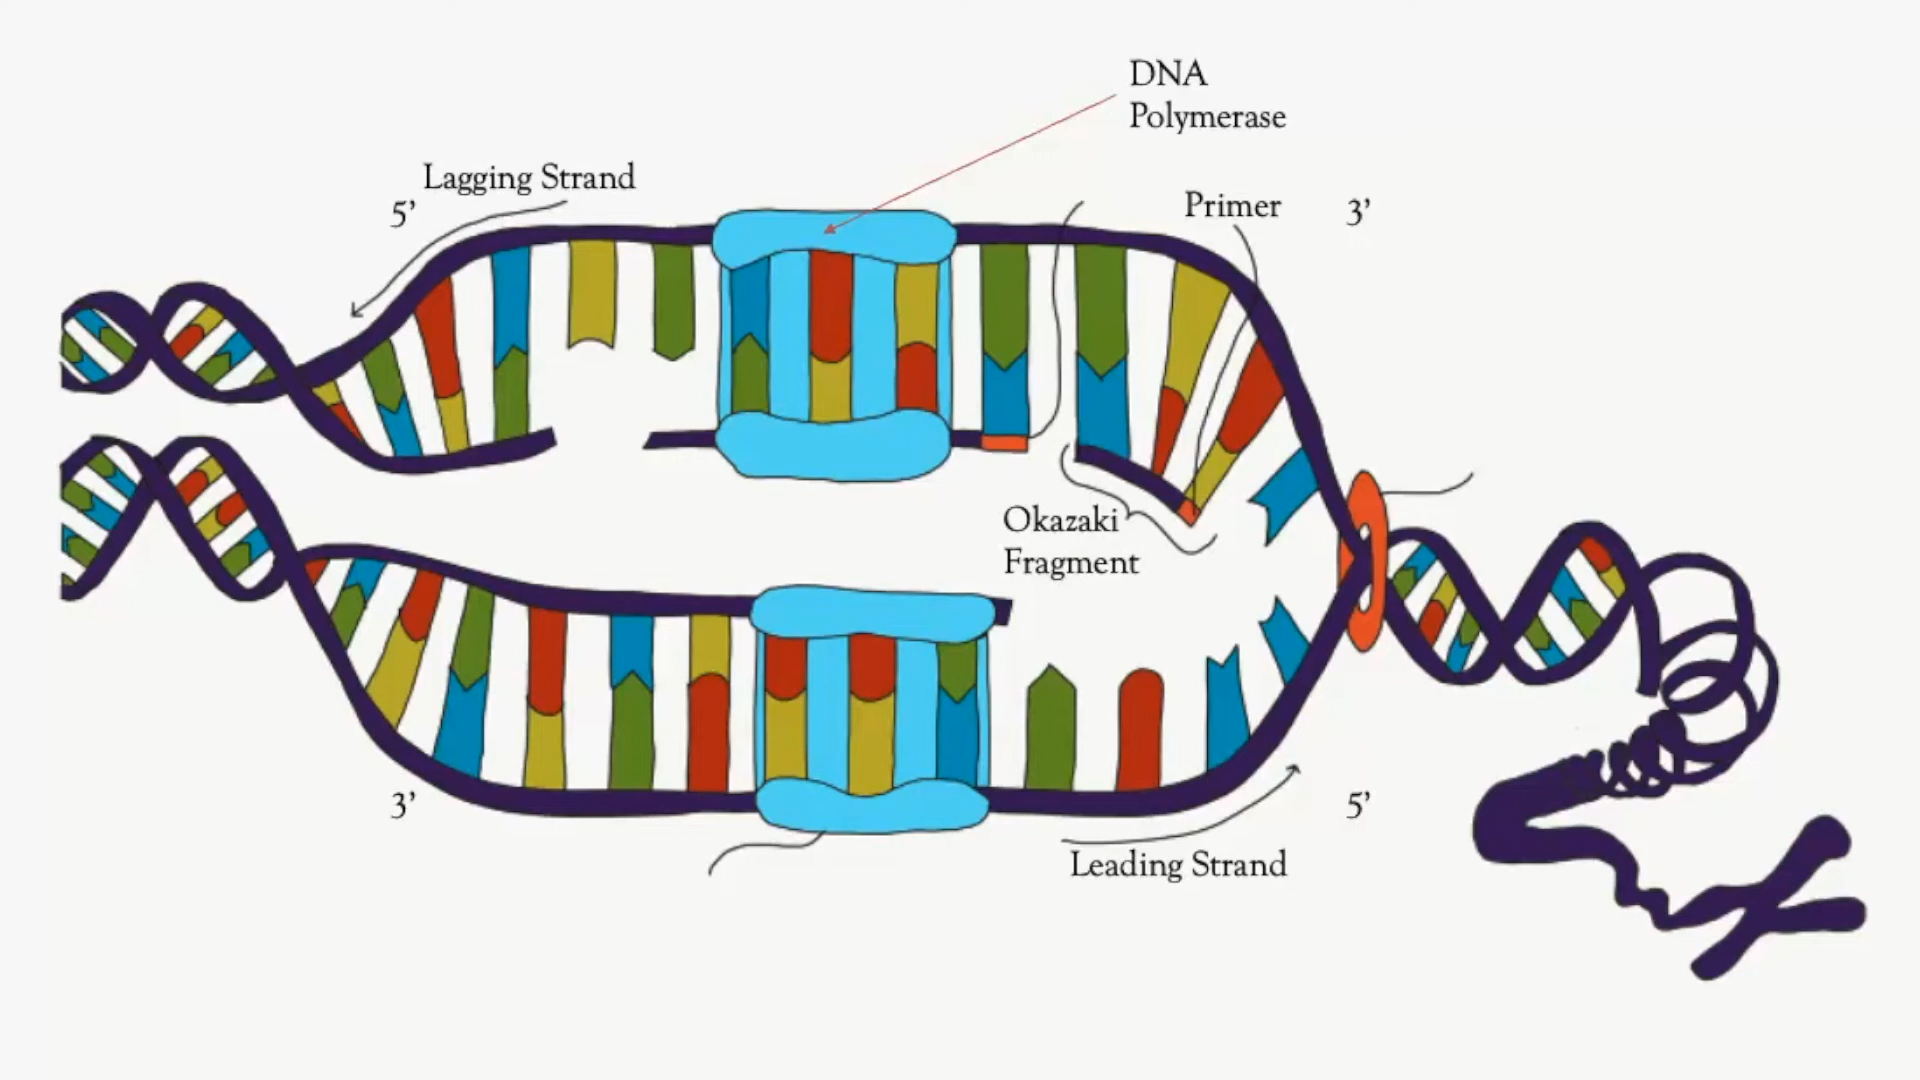 DNA
Polymerase
Lagging Strand
Primer
5’
3’
Okazaki
Fragment
3’
5’
Leading Strand